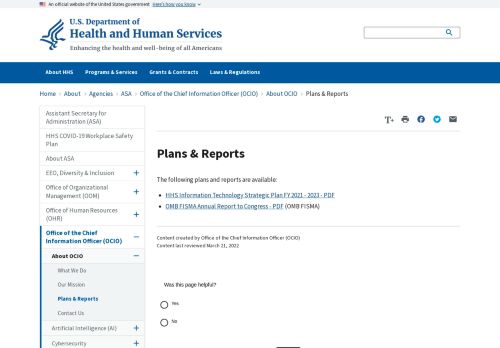 An official website of the United States government Here's how you know
U.S. Department of
Health and Human Services
Enhancing the health and well-being of all Americans
About HHS Programs & Services Grants & Contracts Laws & Regulations
Home > About > Agencies > ASA > Office of the Chief Information Officer (OCIO) > About OCIO > Plans & Reports
Assistant Secretary for
Administration (ASA)
HHS COVID-19 Workplace Safety
Plan
About ASA
EEO, Diversity & Inclusion +
Office of Organizational
Management (OOM) +
Office of Human Resources
(OHR) +
Office of the Chief
Information Officer (OCIO) −
About OCIO −
What We Do
Our Mission
Plans & Reports
Contact Us
Artificial Intelligence (AI) +
Cybersecurity +
T+
Plans & Reports
The following plans and reports are available:
• HHS Information Technology Strategic Plan FY 2021 - 2023 - PDF
• OMB FISMA Annual Report to Congress - PDF (OMB FISMA)
Content created by Office of the Chief Information Officer (OCIO)
Content last reviewed March 21, 2022
Was this page helpful?
Yes
No